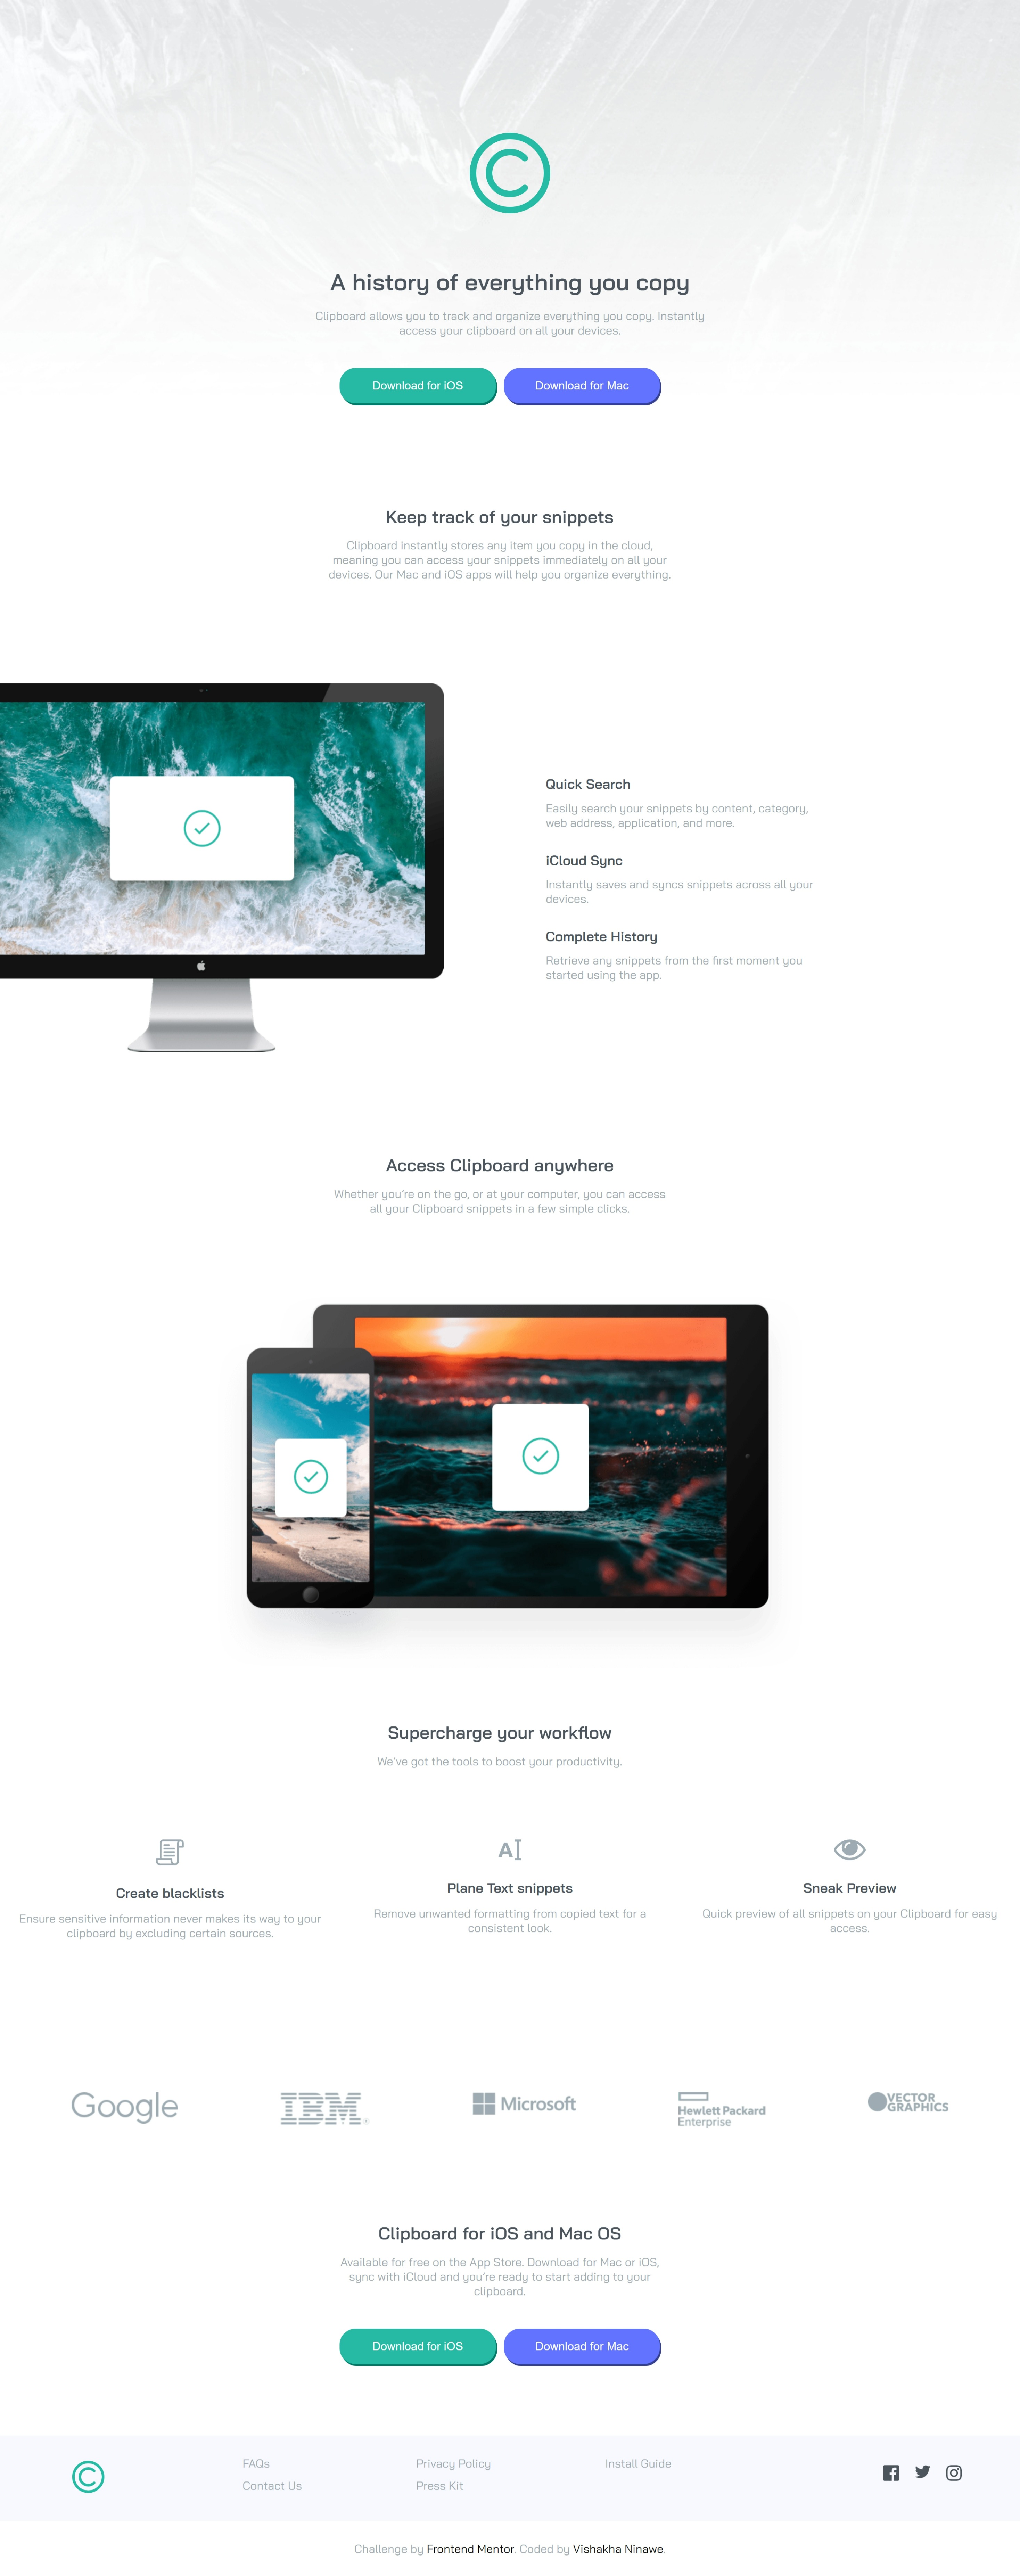 A history of everything you copy
Clipboard allows you to track and organize everything you copy. Instantly
access your clipboard on all your devices.
Download for iOS
Download for Mac
Keep track of your snippets
Clipboard instantly stores any item you copy in the cloud,
meaning you can access your snippets immediately on all your
devices. Our Mac and iOS apps will help you organize everything.
Quick Search
Easily search your snippets by content, category,
web address, application, and more.
iCloud Sync
Instantly saves and syncs snippets across all your
devices.
Complete History
Retrieve any snippets from the first moment you
started using the app.
Access Clipboard anywhere
Whether you’re on the go, or at your computer, you can access
all your Clipboard snippets in a few simple clicks.
Supercharge your workflow
We’ve got the tools to boost your productivity.
Create blacklists
Ensure sensitive information never makes its way to your
clipboard by excluding certain sources.
Plane Text snippets
Remove unwanted formatting from copied text for a
consistent look.
Sneak Preview
Quick preview of all snippets on your Clipboard for easy
access.
Google
IBM
Microsoft
Hewlett Packard
Enterprise
VECTOR
GRAPHICS
Clipboard for iOS and Mac OS
Available for free on the App Store. Download for Mac or iOS,
sync with iCloud and you’re ready to start adding to your
clipboard.
Download for iOS
Download for Mac
FAQs
Contact Us
Privacy Policy
Press Kit
Install Guide
Challenge by Frontend Mentor. Coded by Vishakha Ninawe.